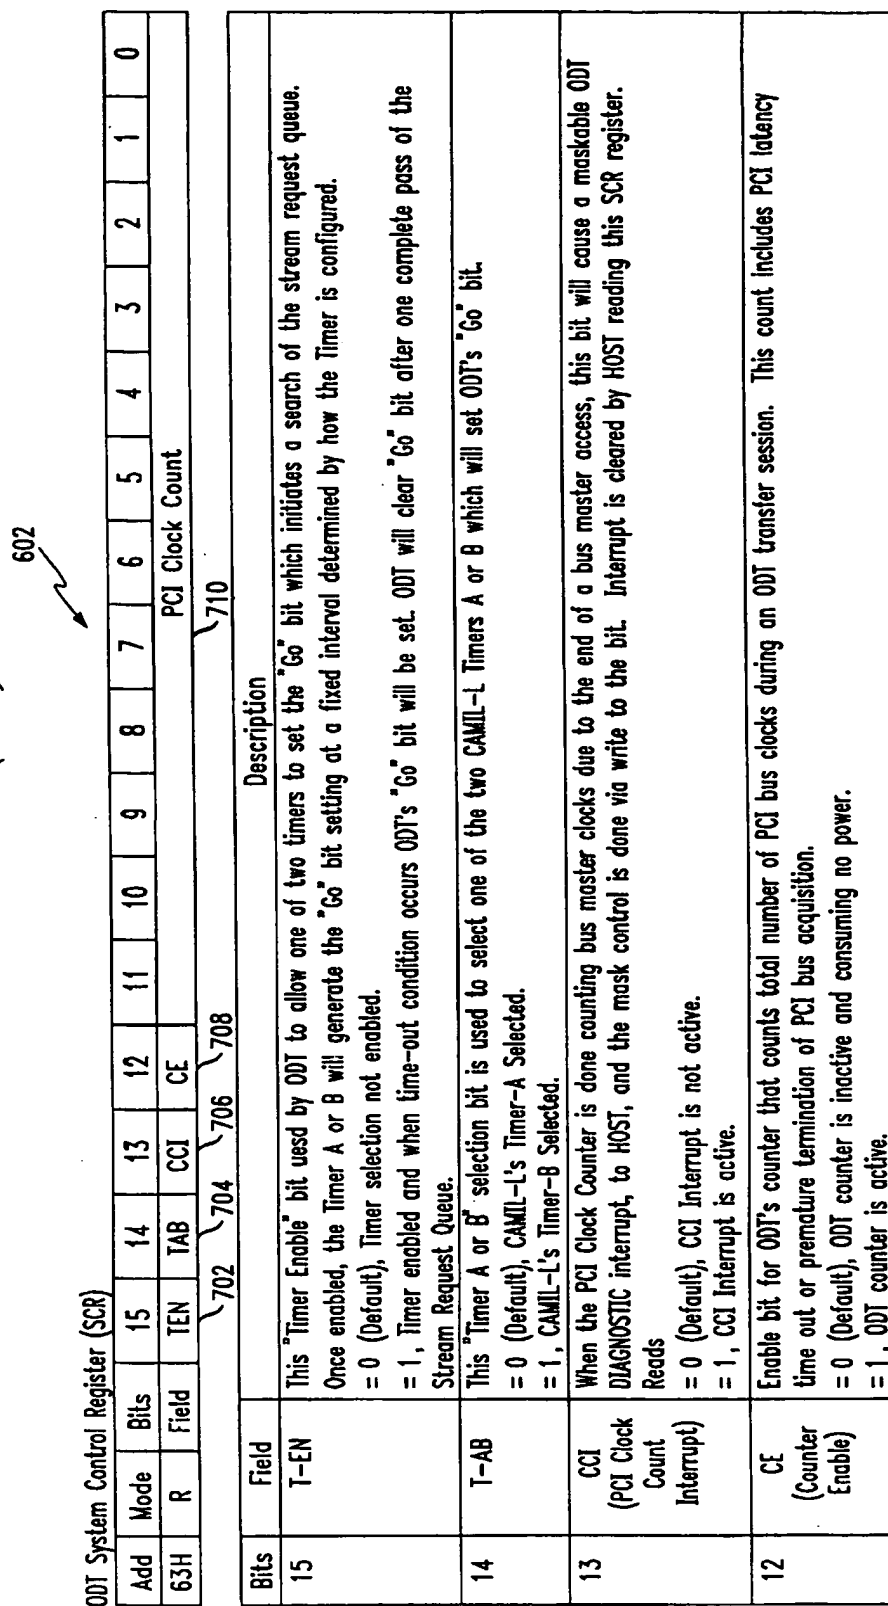 602
ODT System Control Register (SCR)
Add Mode Bits 15 14 13 12 11 10 9 8 7 6 5 4 3 2 1 0
63H R Field TEN TAB CCI CE PCI Clock Count
702 704 706 708 710
Bits Field Description
15 T-EN This "Timer Enable" bit uesd by ODT to allow one of two timers to set the "Go" bit which initiates a search of the stream request queue.
Once enabled, the Timer A or B will generate the "Go" bit setting at a fixed interval determined by how the Timer is configured.
= 0 (Default), Timer selection not enabled.
= 1, Timer enabled and when time-out condition occurs ODT's "Go" bit will be set. ODT will clear "Go" bit after one complete pass of the
Stream Request Queue.
14 T-AB This "Timer A or B" selection bit is used to select one of the two CAMIL-L Timers A or B which will set ODT's "Go" bit.
= 0 (Default), CAMIL-L's Timer-A Selected.
= 1, CAMIL-L's Timer-B Selected.
13 CCI (PCI Clock Count Interrupt) When the PCI Clock Counter is done counting bus master clocks due to the end of a bus master access, this bit will cause a maskable ODT
DIAGNOSTIC interrupt, to HOST, and the mask control is done via write to the bit. Interrupt is cleared by HOST reading this SCR register.
Reads
= 0 (Default), CCI Interrupt is not active.
= 1, CCI Interrupt is active.
12 CE (Counter Enable) Enable bit for ODT's counter that counts total number of PCI bus clocks during an ODT transfer session. This count includes PCI latency
time out or premature termination of PCI bus acquisition.
= 0 (Default), ODT counter is inactive and consuming no power.
= 1, ODT counter is active.